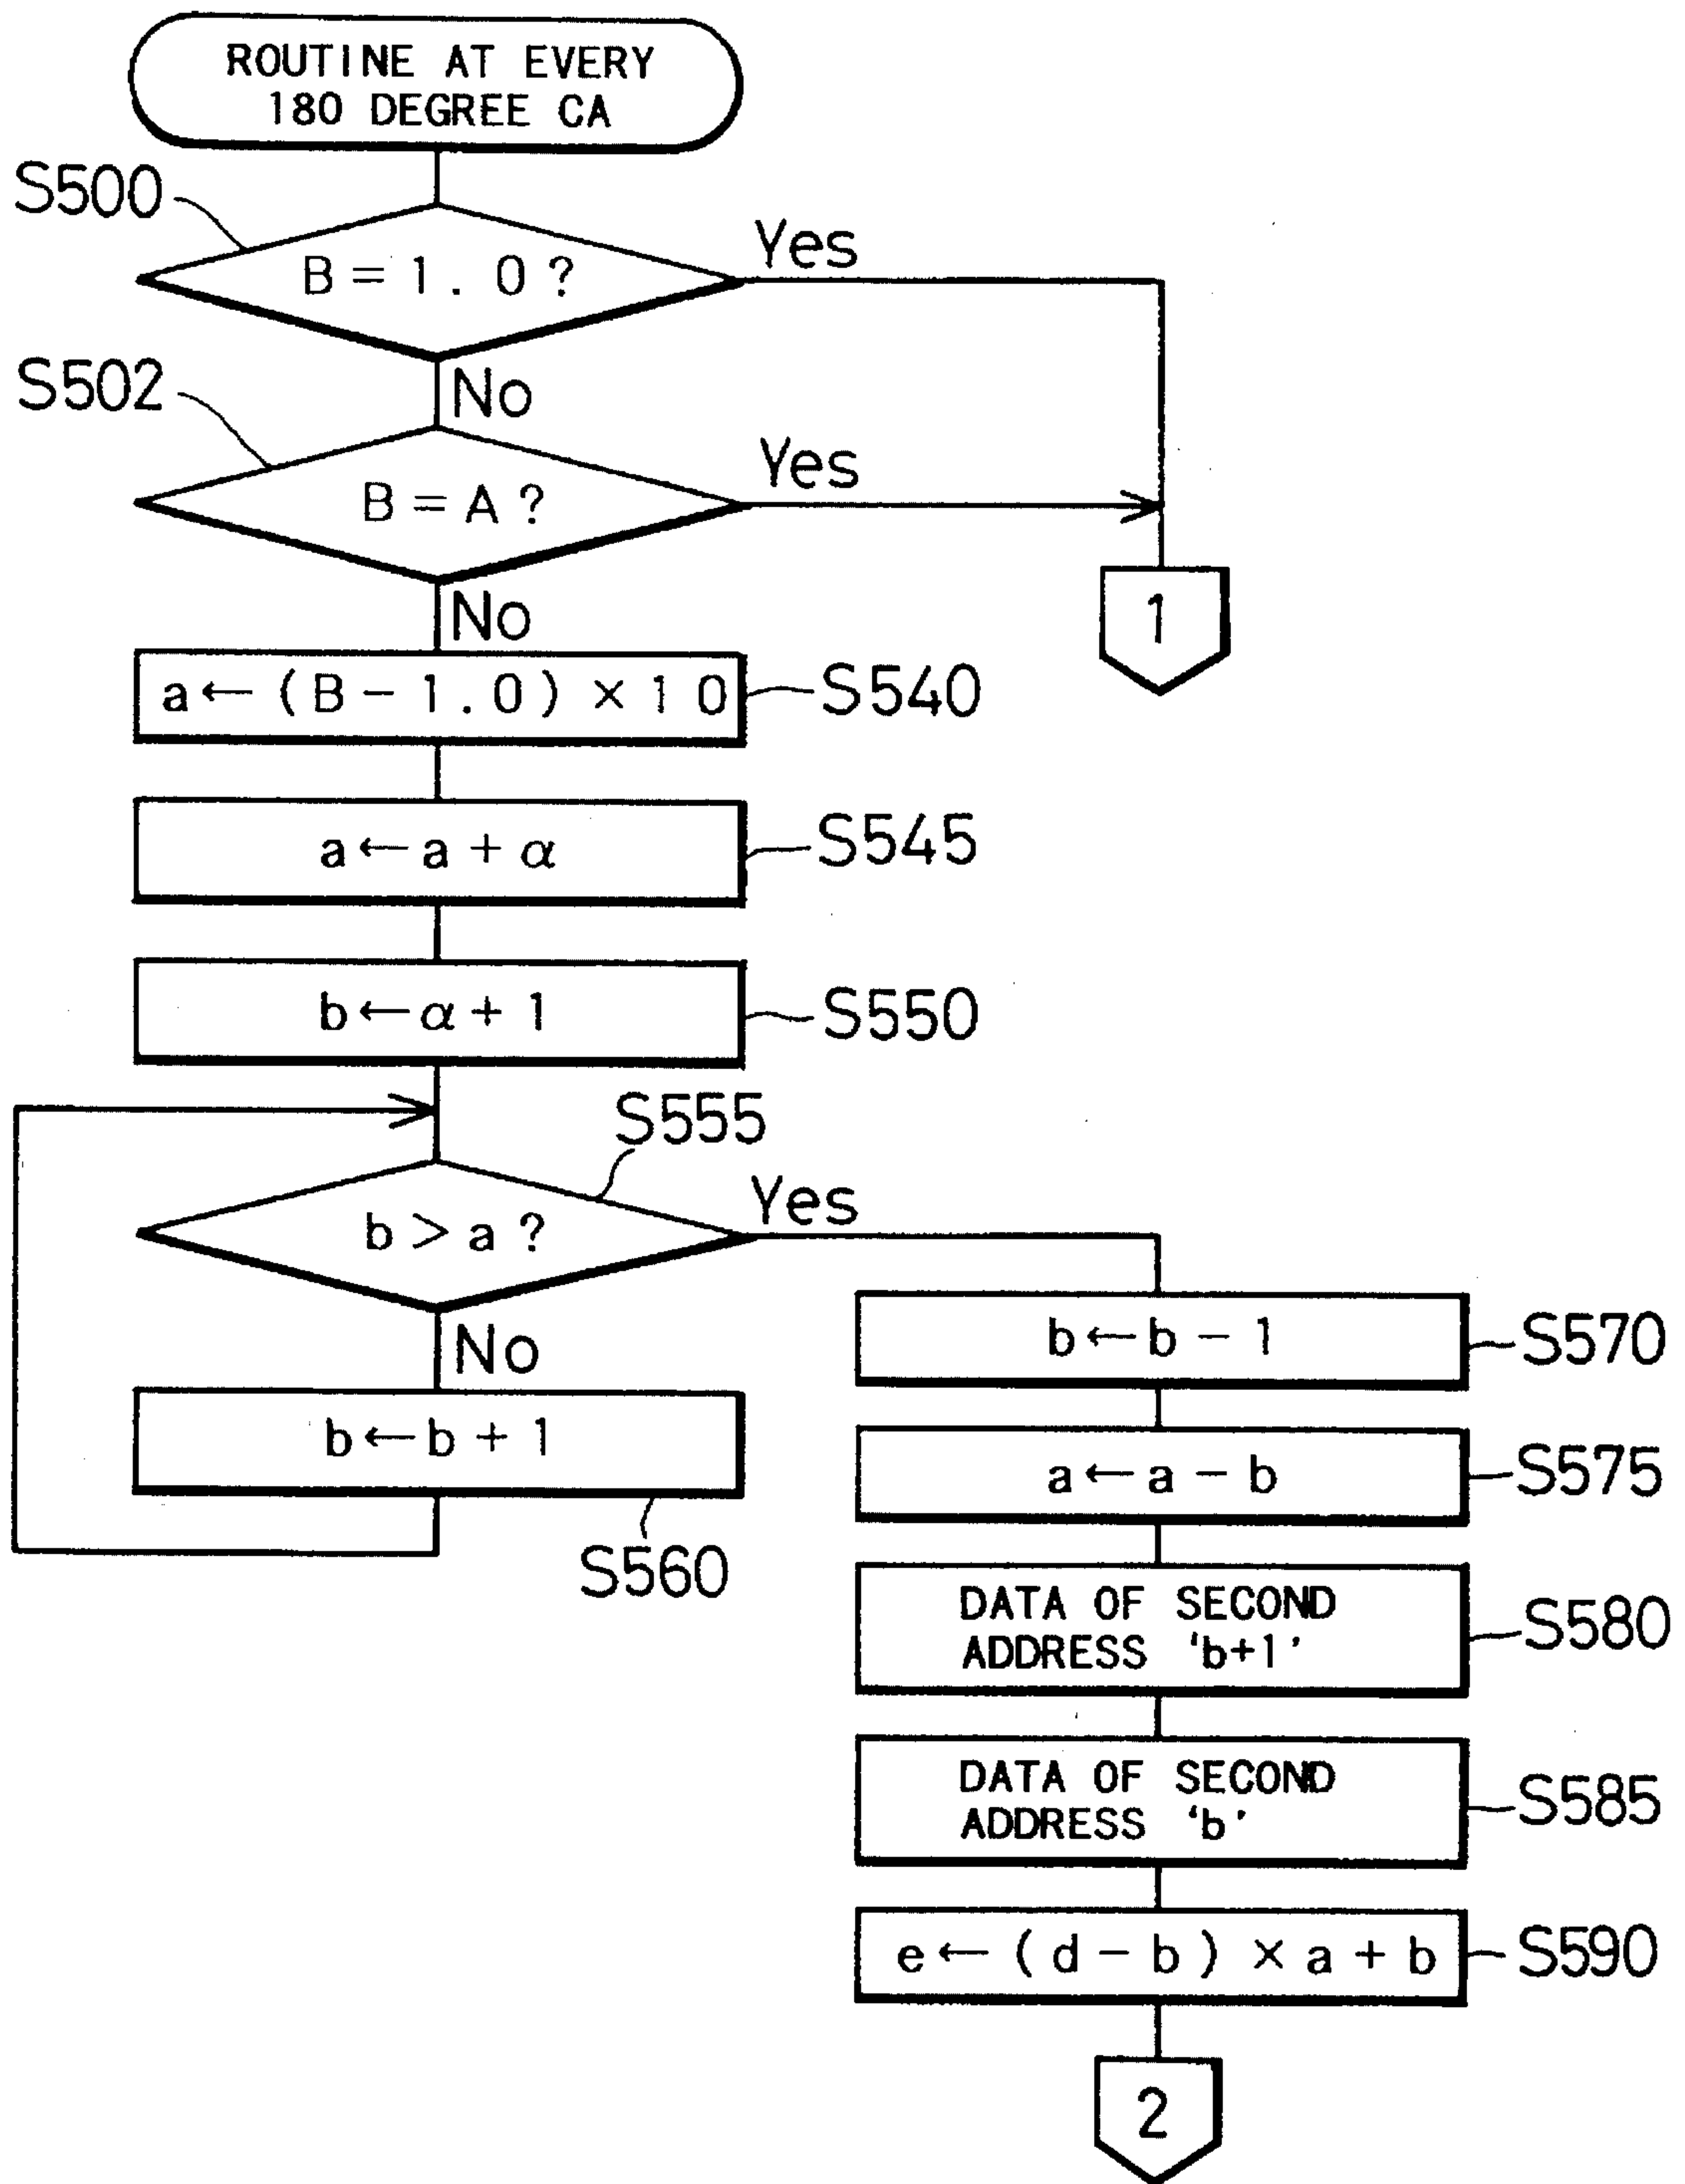 ROUTINE AT EVERY
180 DEGREE CA
S500
B = 1 . 0 ?
Yes
No
S502
B = A ?
Yes
No
1
a ← ( B − 1 . 0 ) × 1 0
S540
a ← a + α
S545
b ← α + 1
S550
S555
b > a ?
Yes
No
b ← b + 1
S560
b ← b − 1
S570
a ← a − b
S575
DATA OF SECOND
ADDRESS ‘b+1’
S580
DATA OF SECOND
ADDRESS ‘b’
S585
e ← ( d − b ) × a + b
S590
2